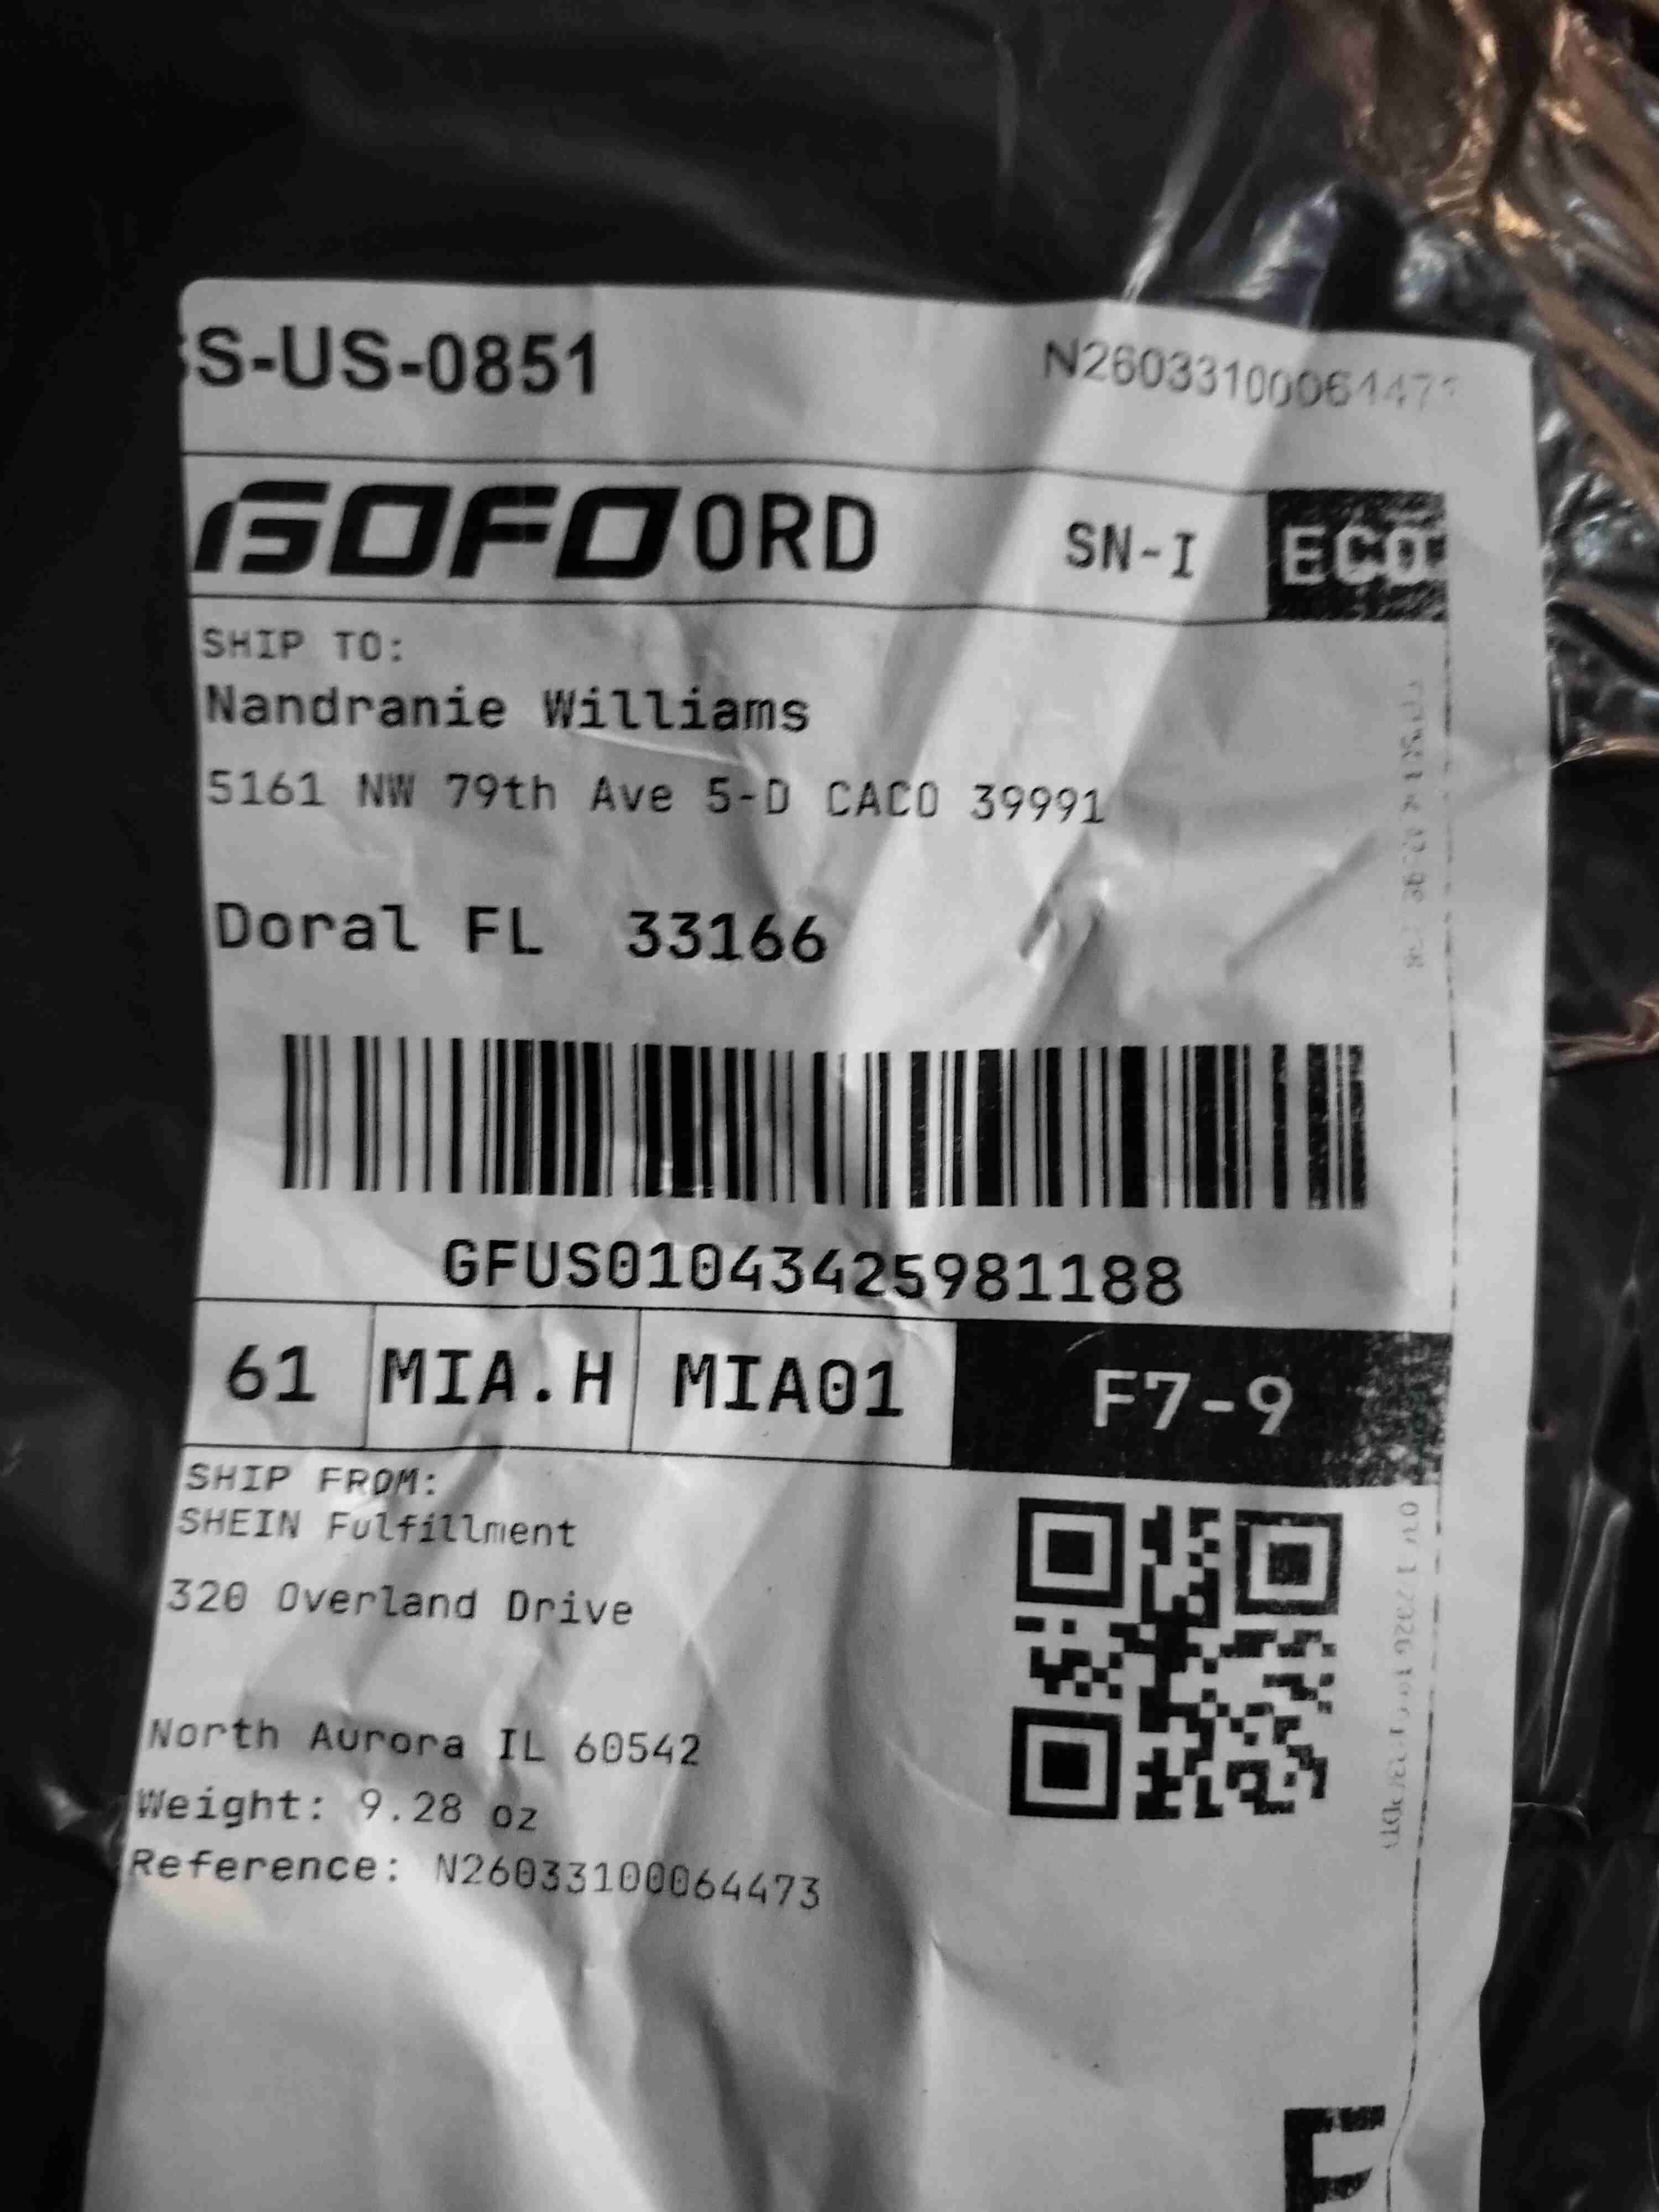 S-US-0851
N26033100064473
GOFO ORD SN-I ECO
SHIP TO:
Nandranie Williams
5161 NW 79th Ave 5-D CACO 39991
Doral FL 33166
GFUS01043425981188
61 MIA.H MIA01 F7-9
SHIP FROM:
SHEIN Fulfillment
320 Overland Drive
North Aurora IL 60542
Weight: 9.28 oz
Reference: N26033100064473